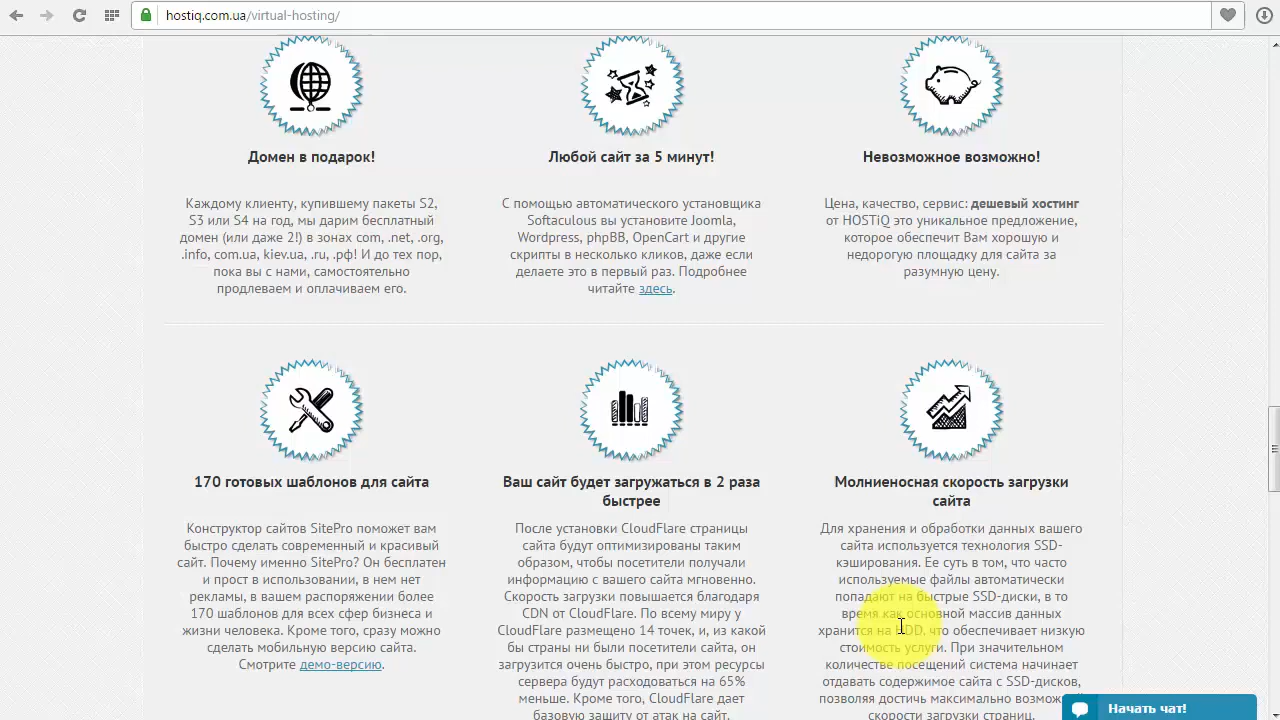 hostiq.com.ua/virtual-hosting/
Домен в подарок!
Каждому клиенту, купившему пакеты S2,
S3 или S4 на год, мы дарим бесплатный
домен (или даже 2!) в зонах com, .net, .org,
.info, com.ua, kiev.ua, .ru, .рф! И до тех пор,
пока вы с нами, самостоятельно
продлеваем и оплачиваем его.
Любой сайт за 5 минут!
С помощью автоматического установщика
Softaculous вы установите Joomla,
Wordpress, phpBB, OpenCart и другие
скрипты в несколько кликов, даже если
делаете это в первый раз. Подробнее
читайте здесь.
Невозможное возможно!
Цена, качество, сервис: дешевый хостинг
от HOSTiQ это уникальное предложение,
которое обеспечит Вам хорошую и
недорогую площадку для сайта за
разумную цену.
170 готовых шаблонов для сайта
Конструктор сайтов SitePro поможет вам
быстро сделать современный и красивый
сайт. Почему именно SitePro? Он бесплатен
и прост в использовании, в нем нет
рекламы, в вашем распоряжении более
170 шаблонов для всех сфер бизнеса и
жизни человека. Кроме того, сразу можно
сделать мобильную версию сайта.
Смотрите демо-версию.
Ваш сайт будет загружаться в 2 раза
быстрее
После установки CloudFlare страницы
сайта будут оптимизированы таким
образом, чтобы посетители получали
информацию с вашего сайта мгновенно.
Скорость загрузки повышается благодаря
CDN от CloudFlare. По всему миру у
CloudFlare размещено 14 точек, и, из какой
бы страны ни были посетители сайта, он
загрузится очень быстро, при этом ресурсы
сервера будут расходоваться на 65%
меньше. Кроме того, CloudFlare дает
базовую защиту от атак на сайт.
Молниеносная скорость загрузки
сайта
Для хранения и обработки данных вашего
сайта используется технология SSD-
кэширования. Ее суть в том, что часто
используемые файлы автоматически
попадают на быстрые SSD-диски, в то
время как основной массив данных
хранится на HDD, что обеспечивает низкую
стоимость услуги. При значительном
количестве посещений система начинает
отдавать содержимое сайта с SSD-дисков,
позволяя достичь максимально
скорости загрузки страниц.
Начать чат!